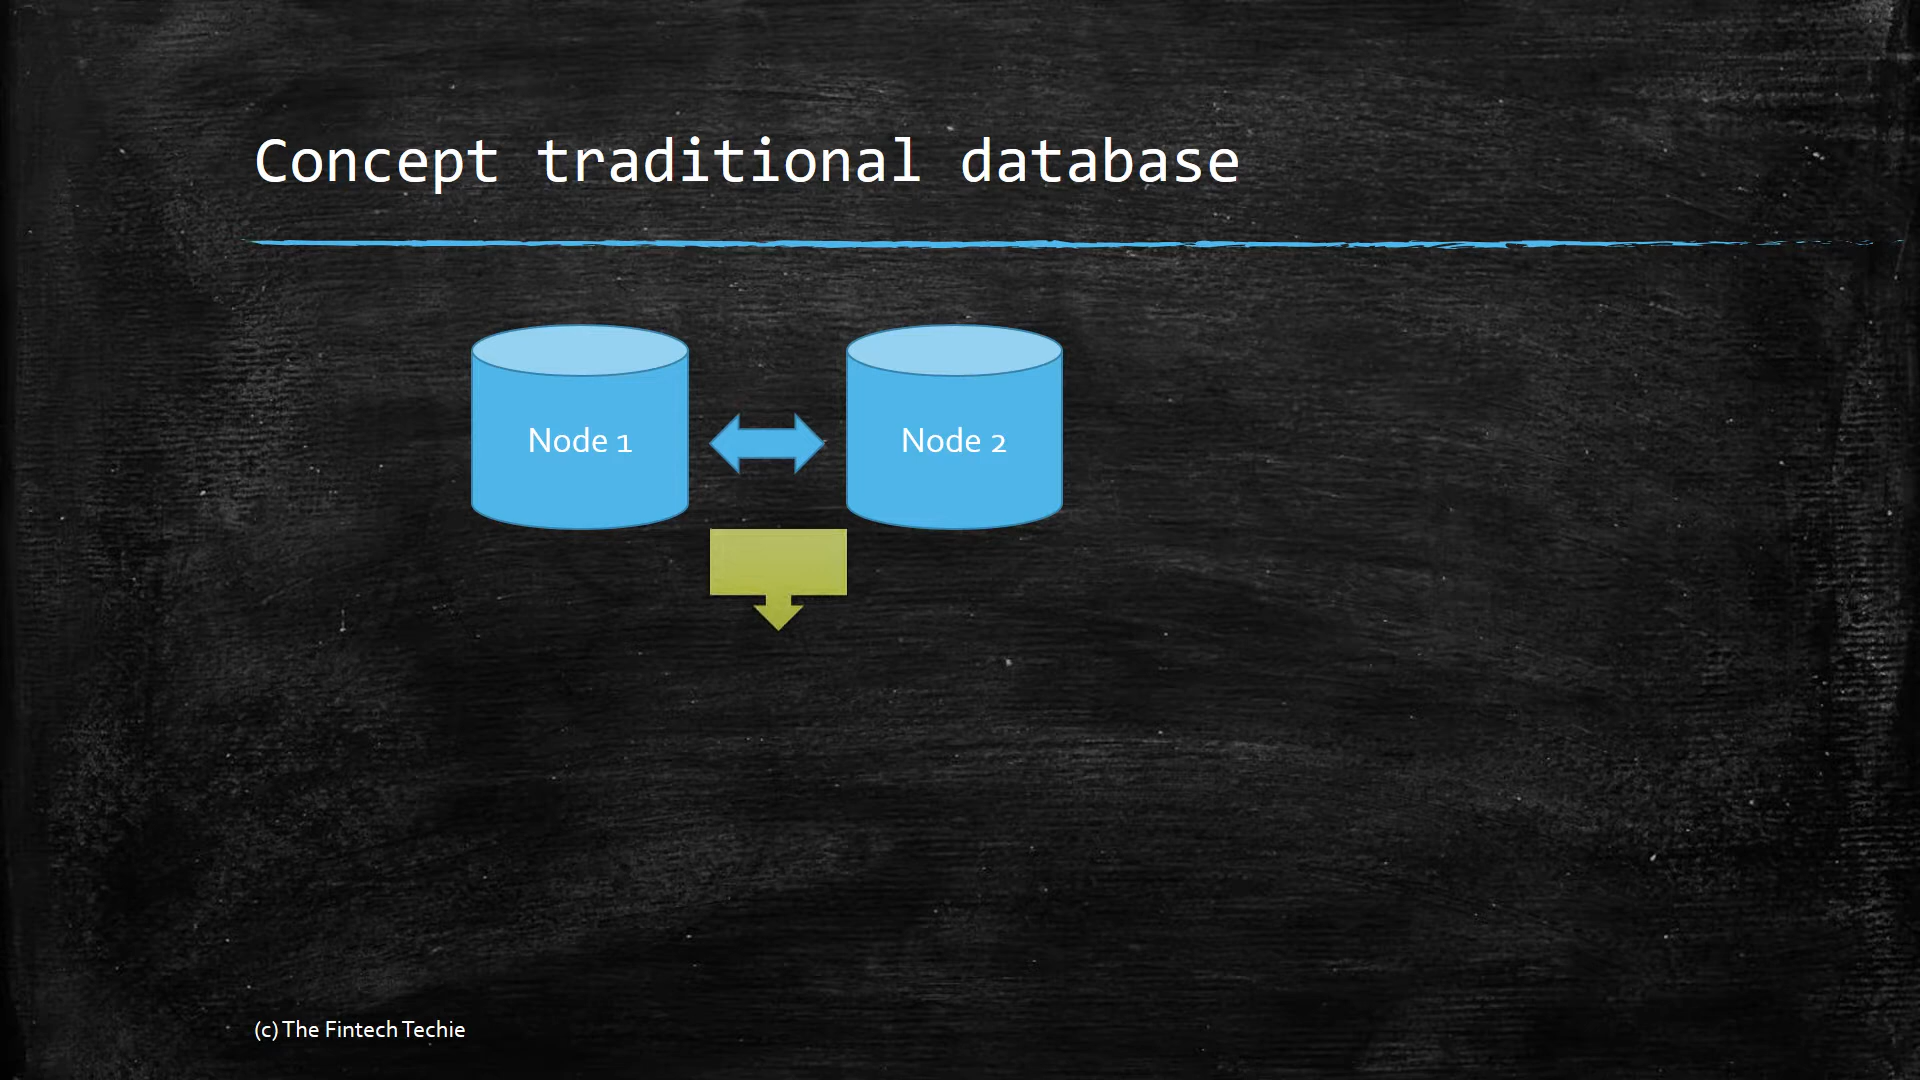 Concept traditional database
Node 1
Node 2
(c) The Fintech Techie